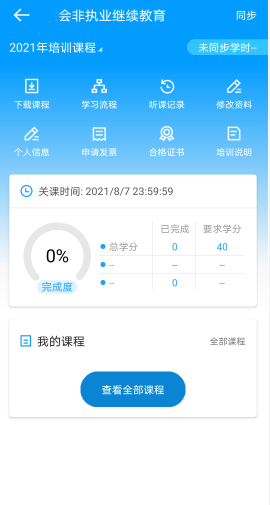 会非执业继续教育 同步
2021年培训课程 未同步学时--
下载课程 学习流程 听课记录 修改资料
个人信息 申请发票 合格证书 培训说明
关课时间: 2021/8/7 23:59:59
已完成 要求学分
0%
总学分 0 40
-- -- --
-- 0 --
完成度
我的课程 全部课程
查看全部课程